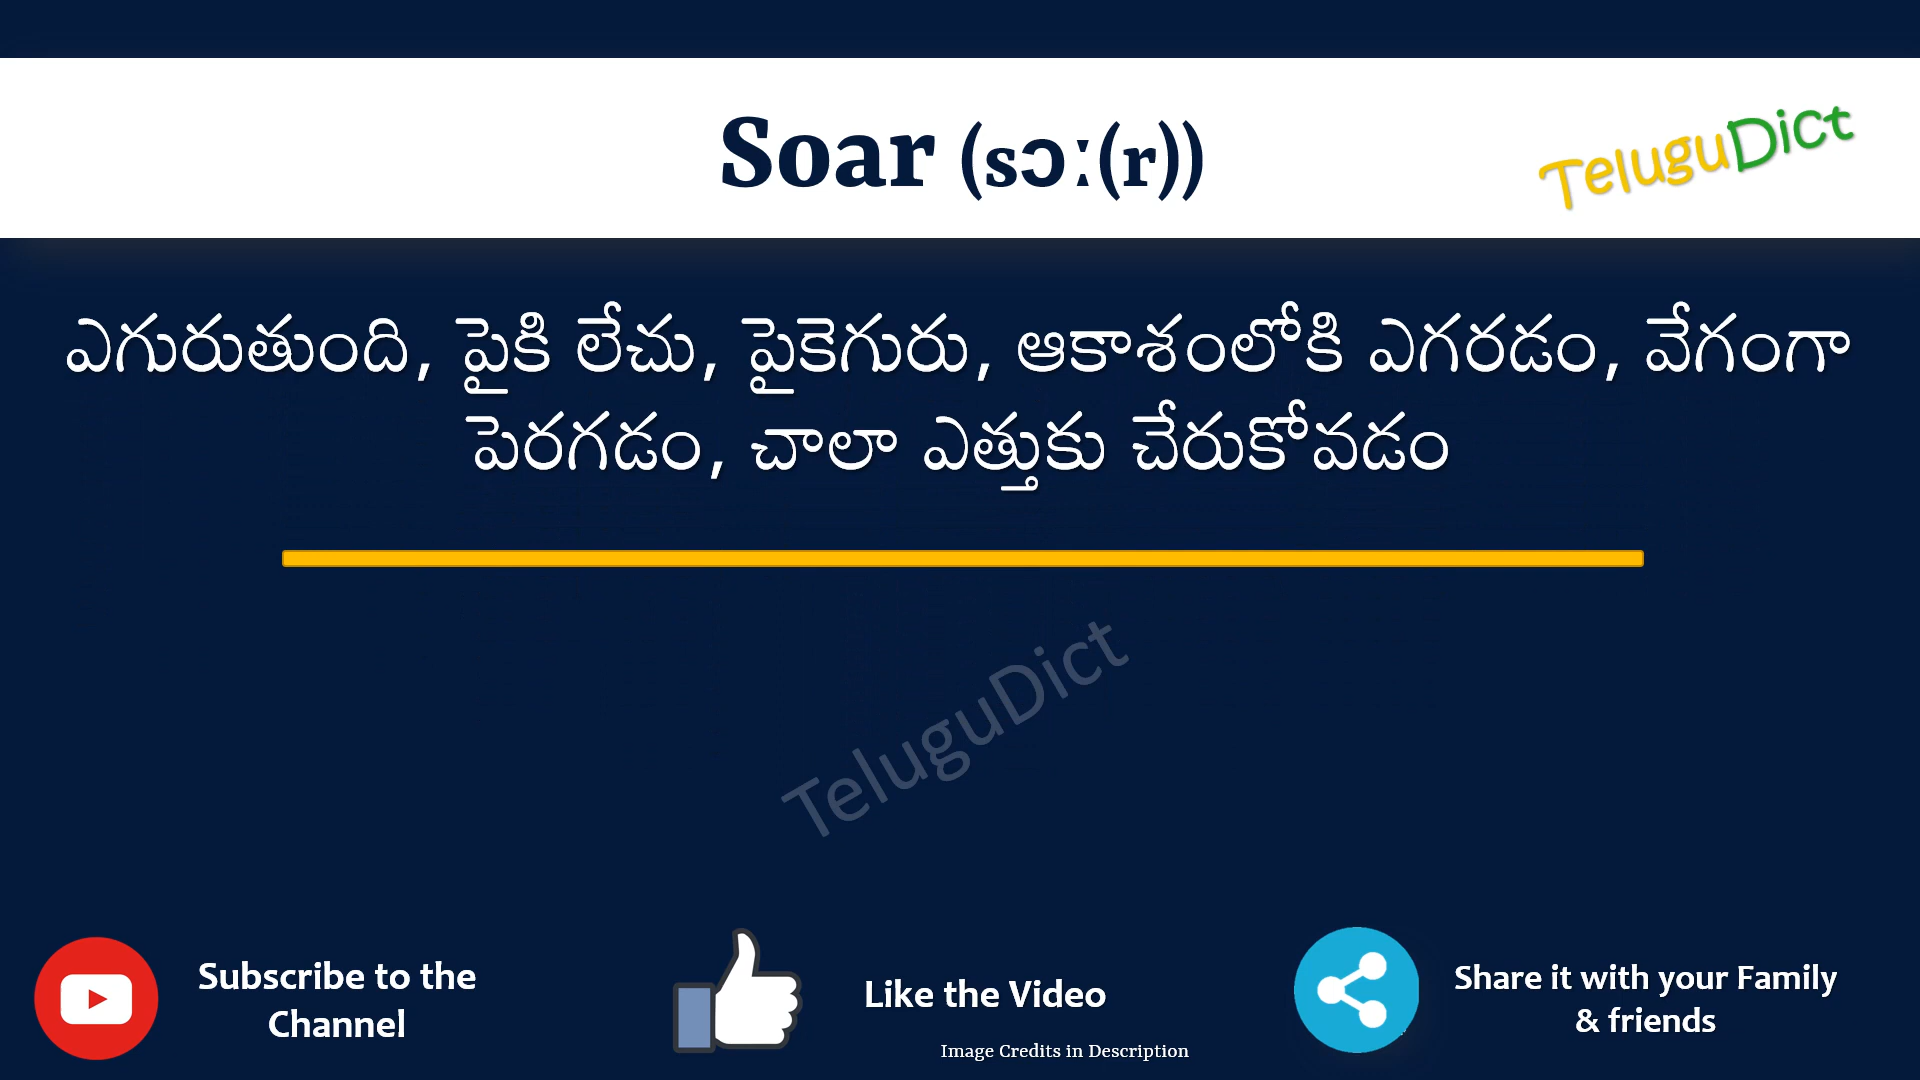 Soar (sɔː(r))
TeluguDict
ఎగురుతుంది, పైకి లేచు, పైకెగురు, ఆకాశంలోకి ఎగరడం, వేగంగా
పెరగడం, చాలా ఎత్తుకు చేరుకోవడం
TeluguDict
Subscribe to the
Channel
Like the Video
Share it with your Family
& friends
Image Credits in Description